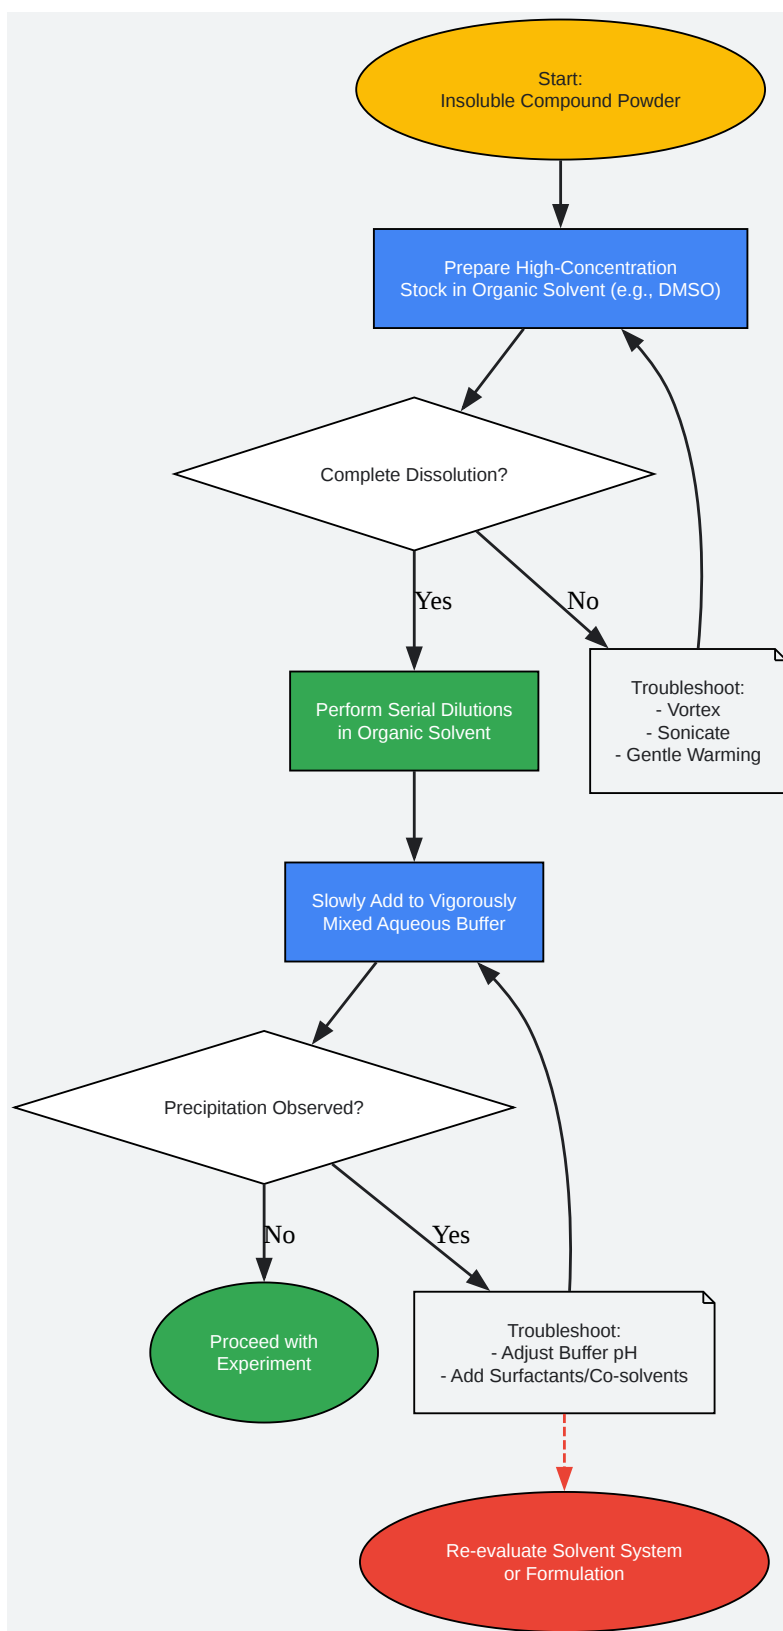 Start:
Insoluble Compound Powder
Prepare High-Concentration
Stock in Organic Solvent (e.g., DMSO)
Complete Dissolution?
Yes
No
Troubleshoot:
- Vortex
- Sonicate
- Gentle Warming
Perform Serial Dilutions
in Organic Solvent
Slowly Add to Vigorously
Mixed Aqueous Buffer
Precipitation Observed?
No
Yes
Proceed with
Experiment
Troubleshoot:
- Adjust Buffer pH
- Add Surfactants/Co-solvents
Re-evaluate Solvent System
or Formulation